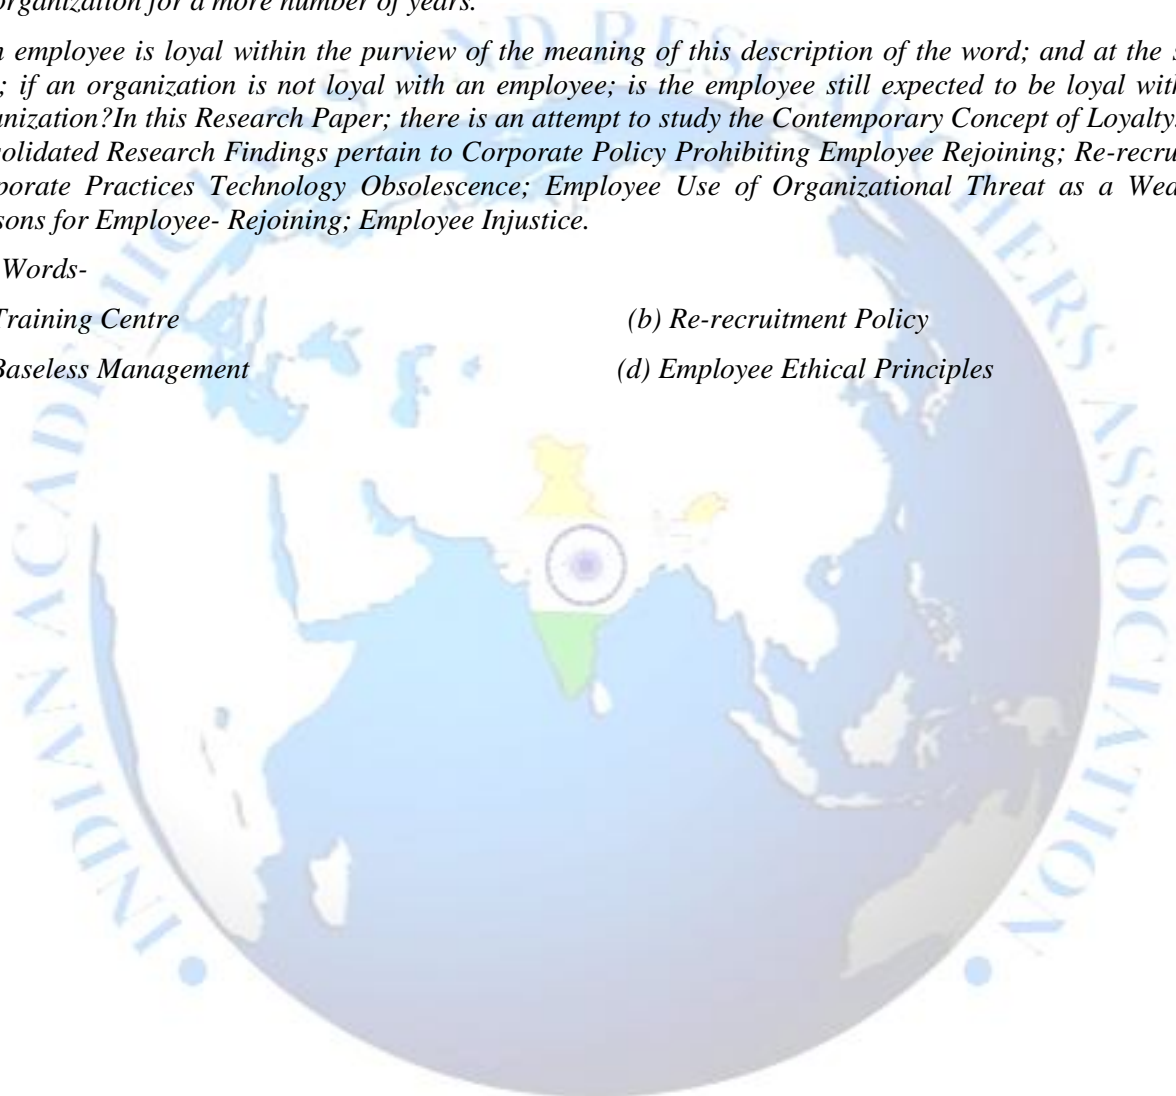 organization for a more number of years.
n employee is loyal within the purview of the meaning of this description of the word; and at the s
; if an organization is not loyal with an employee; is the employee still expected to be loyal with
nization?In this Research Paper; there is an attempt to study the Contemporary Concept of Loyalty
solidated Research Findings pertain to Corporate Policy Prohibiting Employee Rejoining; Re-recru
porate Practices Technology Obsolescence; Employee Use of Organizational Threat as a Wea
sons for Employee- Rejoining; Employee Injustice.
Words-
Training Centre (b) Re-recruitment Policy
Baseless Management (d) Employee Ethical Principles
INDIAN ACADEMICIANS AND RESEARCHERS ASSOCIATION